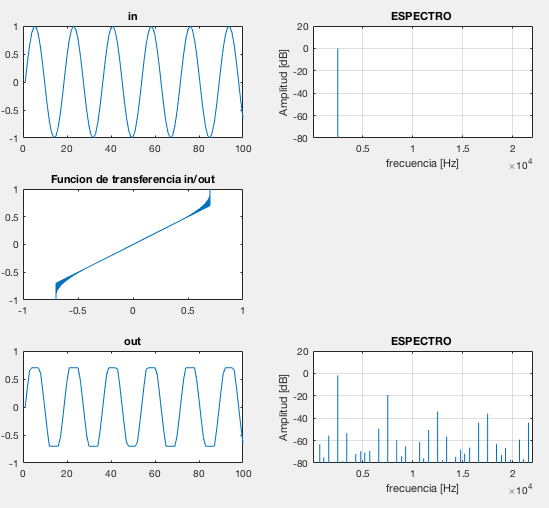 in
1
0.5
0
-0.5
-1
0 20 40 60 80 100
ESPECTRO
Amplitud [dB]
20
0
-20
-40
-60
-80
0.5 1 1.5 2
×10⁴
frecuencia [Hz]
Funcion de transferencia in/out
1
0.5
0
-0.5
-1
-1 -0.5 0 0.5 1
out
1
0.5
0
-0.5
-1
0 20 40 60 80 100
ESPECTRO
Amplitud [dB]
20
0
-20
-40
-60
-80
0.5 1 1.5 2
×10⁴
frecuencia [Hz]